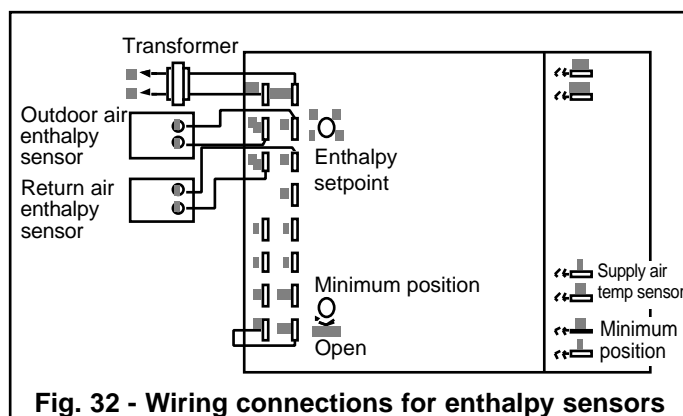 Transformer
Outdoor air
enthalpy
sensor
Enthalpy
setpoint
Return air
enthalpy
sensor
Minimum position
Open
Supply air
temp sensor
Minimum
position
Fig. 32 - Wiring connections for enthalpy sensors